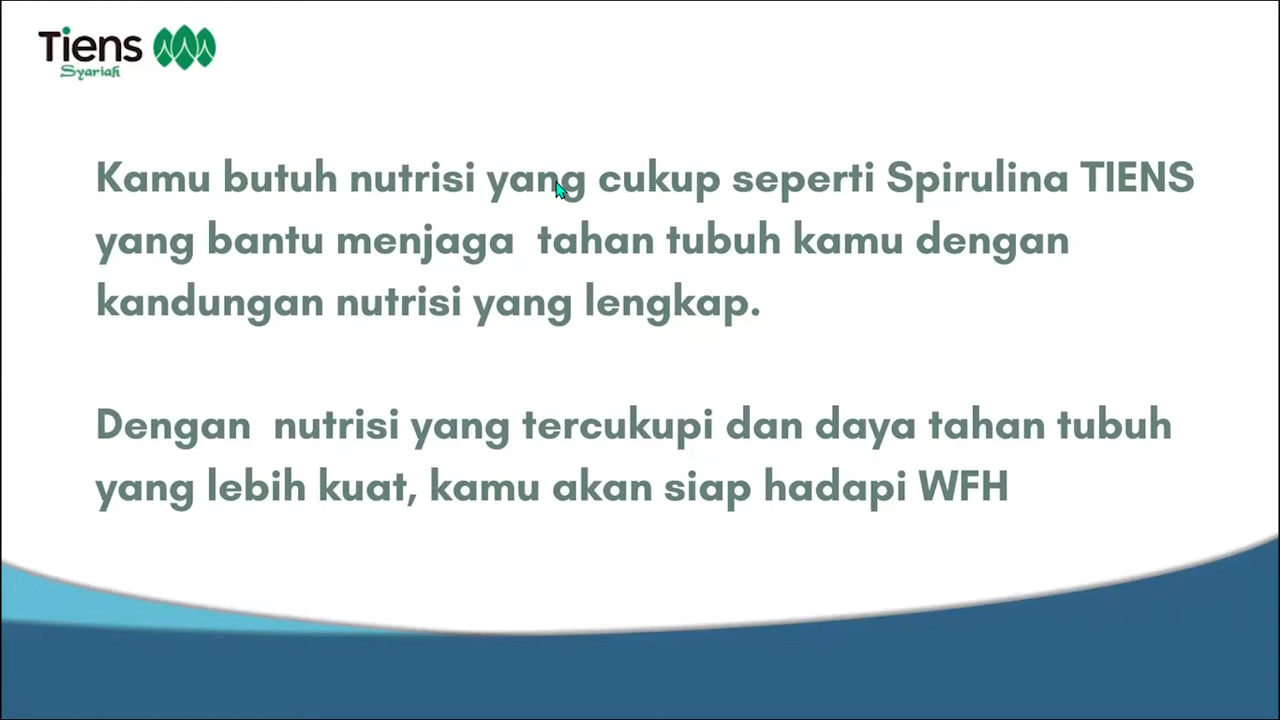 Tiens
Syariah
Kamu butuh nutrisi yang cukup seperti Spirulina TIENS
yang bantu menjaga  tahan tubuh kamu dengan
kandungan nutrisi yang lengkap.
Dengan  nutrisi yang tercukupi dan daya tahan tubuh
yang lebih kuat, kamu akan siap hadapi WFH